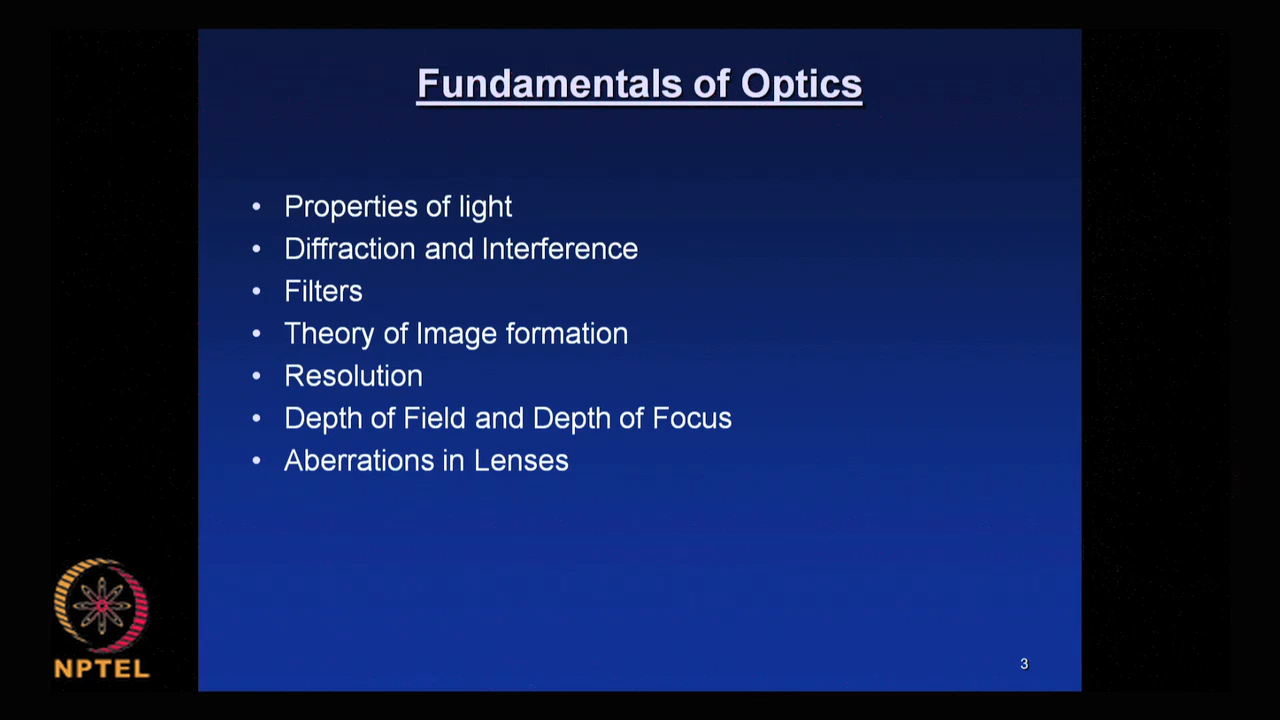 Fundamentals of Optics
• Properties of light
• Diffraction and Interference
• Filters
• Theory of Image formation
• Resolution
• Depth of Field and Depth of Focus
• Aberrations in Lenses
NPTEL
3